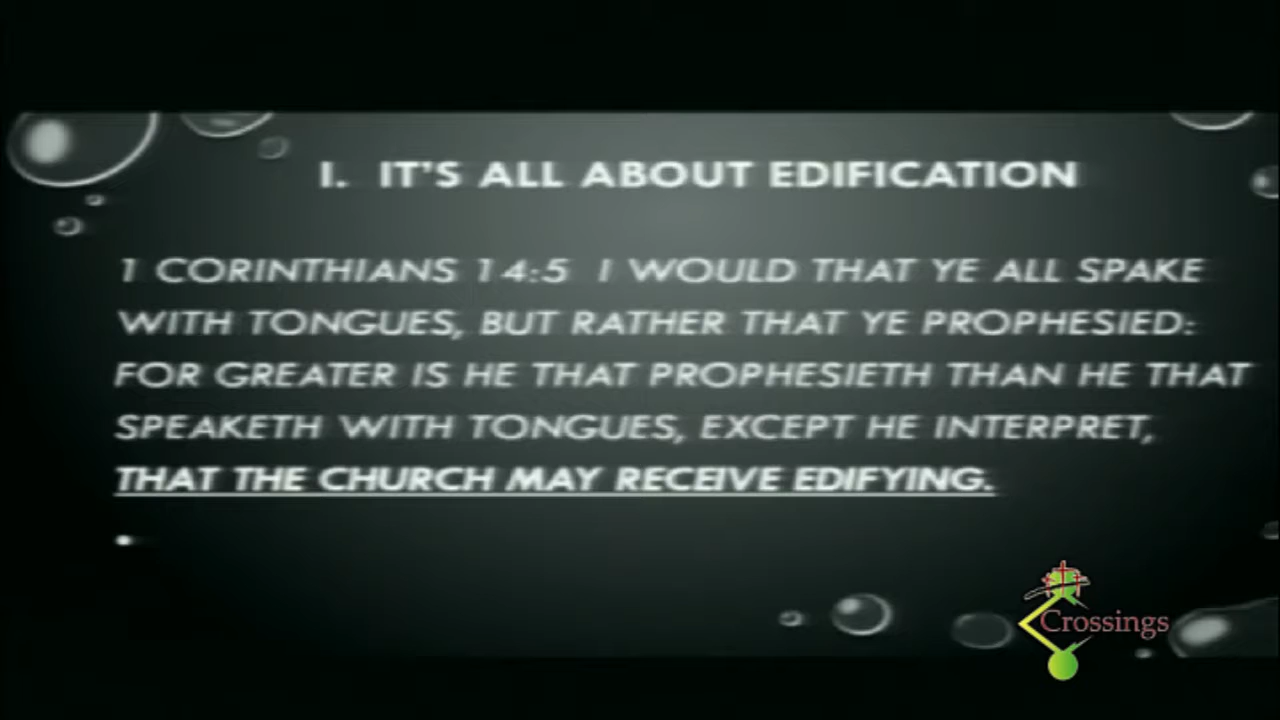 I. IT'S ALL ABOUT EDIFICATION
1 CORINTHIANS 14:5 I WOULD THAT YE ALL SPAKE
WITH TONGUES, BUT RATHER THAT YE PROPHESIED:
FOR GREATER IS HE THAT PROPHESIETH THAN HE THAT
SPEAKETH WITH TONGUES, EXCEPT HE INTERPRET,
THAT THE CHURCH MAY RECEIVE EDIFYING.
Crossings